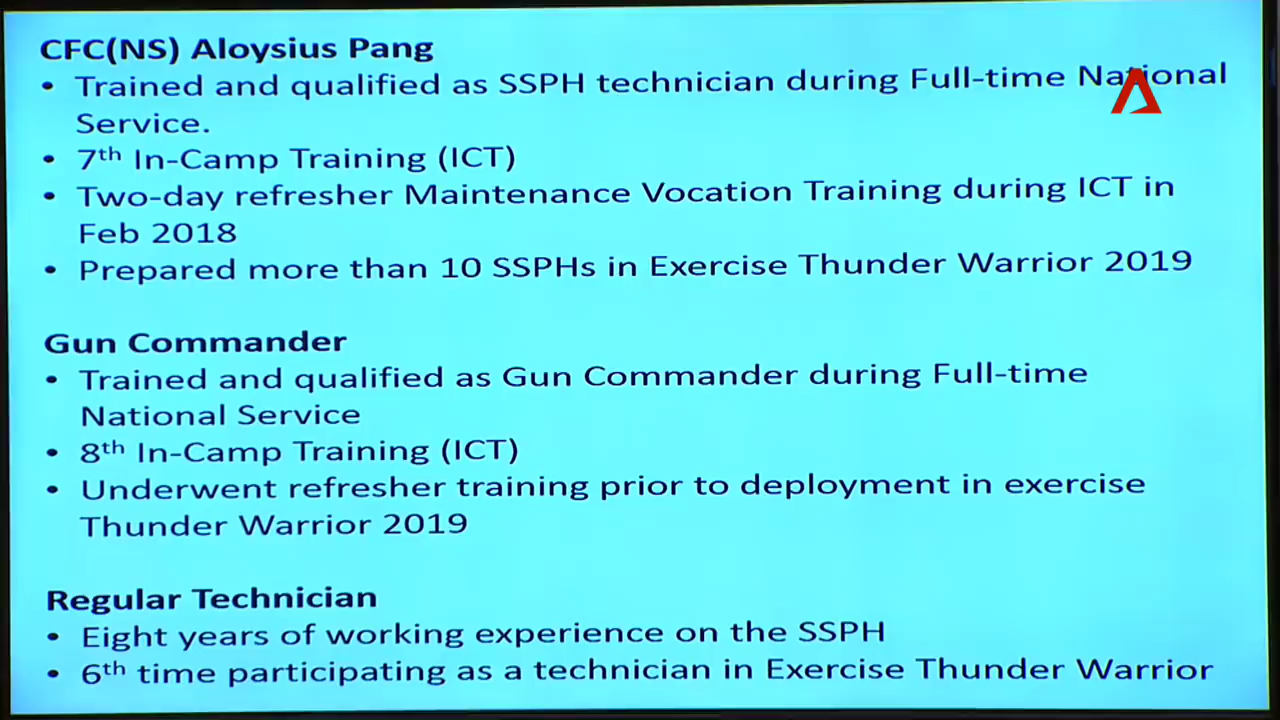 CFC(NS) Aloysius Pang
• Trained and qualified as SSPH technician during Full-time National
Service.
• 7th In-Camp Training (ICT)
• Two-day refresher Maintenance Vocation Training during ICT in
Feb 2018
• Prepared more than 10 SSPHs in Exercise Thunder Warrior 2019
Gun Commander
• Trained and qualified as Gun Commander during Full-time
National Service
• 8th In-Camp Training (ICT)
• Underwent refresher training prior to deployment in exercise
Thunder Warrior 2019
Regular Technician
• Eight years of working experience on the SSPH
• 6th time participating as a technician in Exercise Thunder Warrior